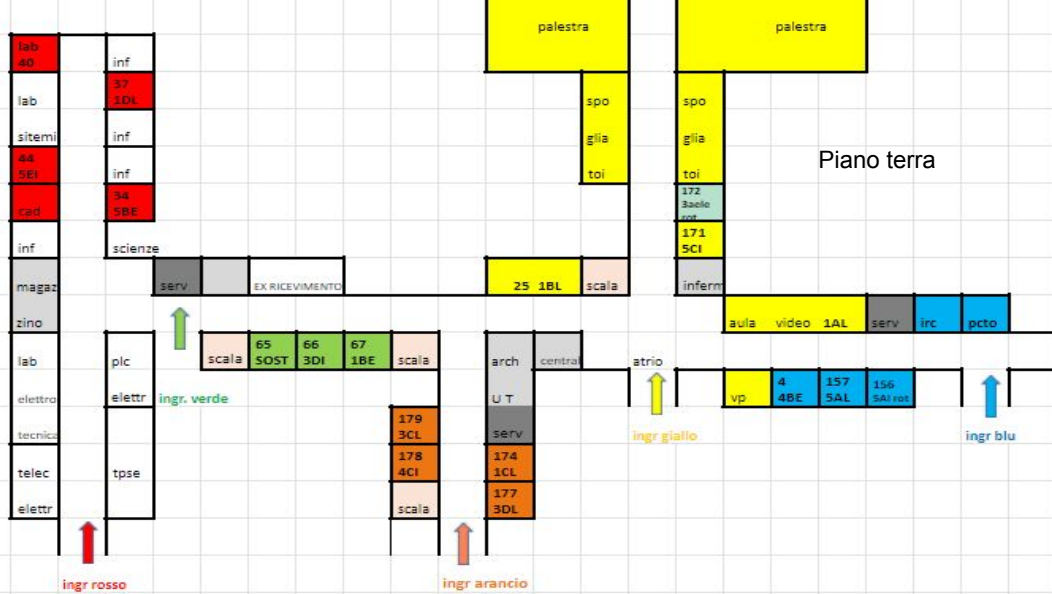 palestra
palestra
lab
40
inf
37
1DL
lab
spo
spo
sitemi
inf
glia
glia
Piano terra
44
5EI
inf
toi
toi
cad
34
5BE
172
3aele
rot
inf
scienze
171
5CI
magaz
serv
EX RICEVIMENTO
25 1BL
scala
inferm
zino
aula video 1AL
serv
irc
pcto
lab
plc
scala
65
SOST
66
3DI
67
1BE
scala
arch
central
atrio
elettro
elettr
ingr. verde
U T
vp
4
4BE
157
5AL
156
5AI rot
tecnica
179
3CL
serv
ingr giallo
ingr blu
telec
tpse
178
4CI
174
1CL
elettr
scala
177
3DL
ingr rosso
ingr arancio